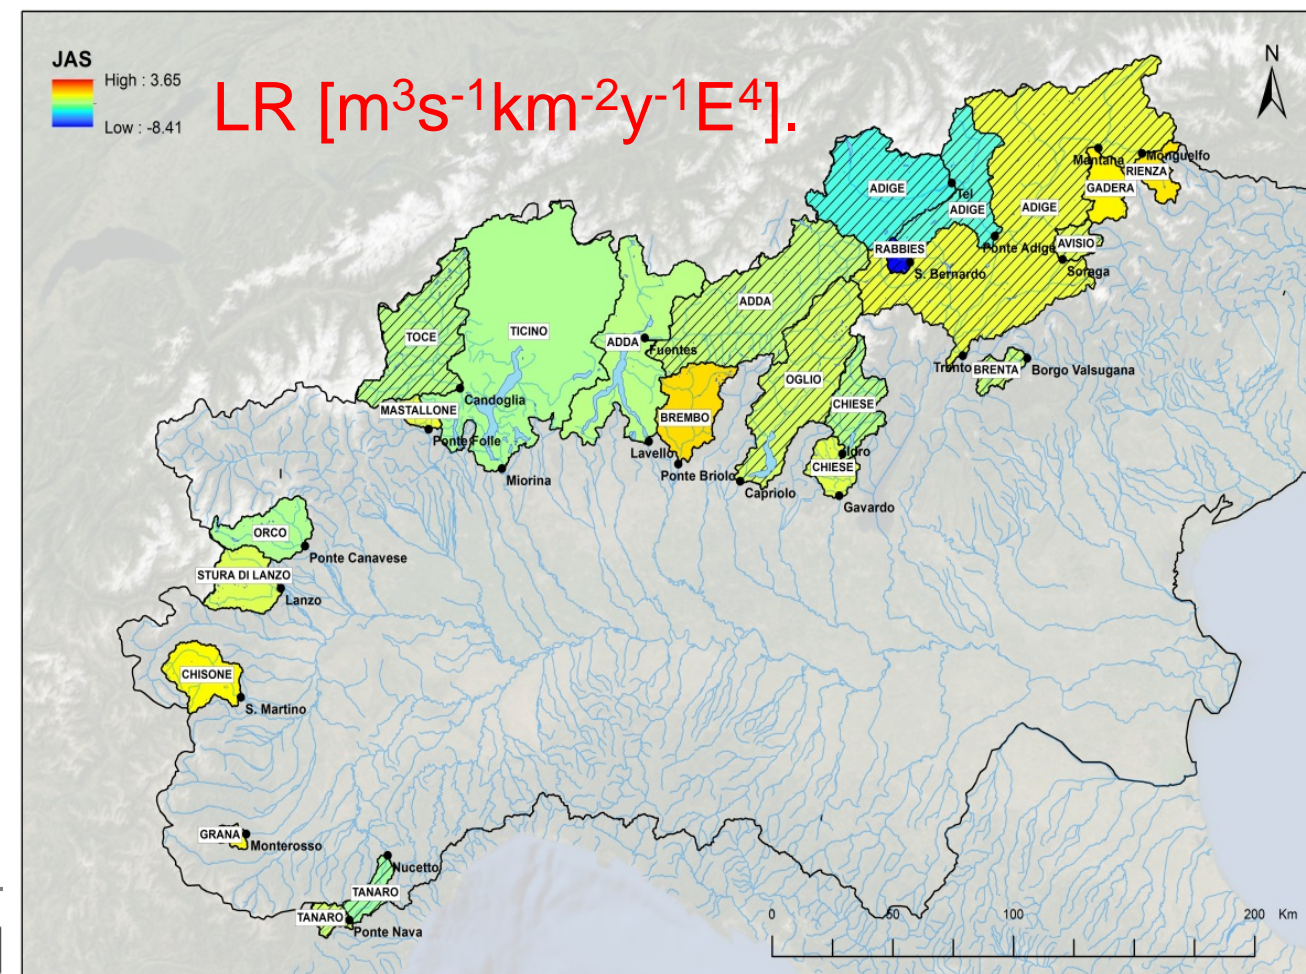 JAS
High : 3.65
Low : -8.41
LR [m³s⁻¹km⁻²y⁻¹E⁴].
N
Mantana
Monguelfo
RIENZA
GADERA
ADIGE
Tel
ADIGE
ADIGE
RABBIES
Ponte Adige
AVISIO
S. Bernardo
Soraga
ADDA
TOCE
TICINO
ADDA
Fuentes
Trento
BRENTA
Borgo Valsugana
OGLIO
Candoglia
CHIESE
MASTALLONE
BREMBO
Ponte Folle
Lavello
Idro
CHIESE
Miorina
Ponte Briolo
Capriolo
Gavardo
ORCO
Ponte Canavese
STURA DI LANZO
Lanzo
CHISONE
S. Martino
GRANA
Monterosso
Nucetto
TANARO
TANARO
Ponte Nava
0 50 100 200 Km